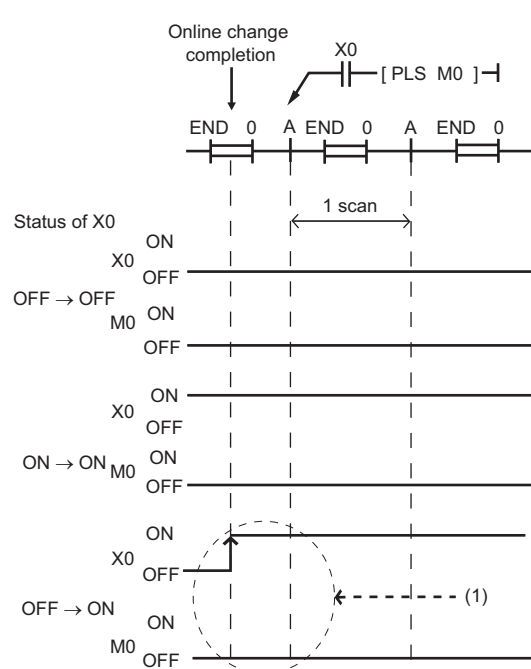 Online change
completion
X0
[ PLS M0 ]
END 0 A END 0 A END 0
1 scan
Status of X0
ON
X0
OFF
OFF → OFF
ON
M0
OFF
ON
X0
OFF
ON → ON
ON
M0
OFF
ON
X0
OFF
(1)
OFF → ON
ON
M0
OFF